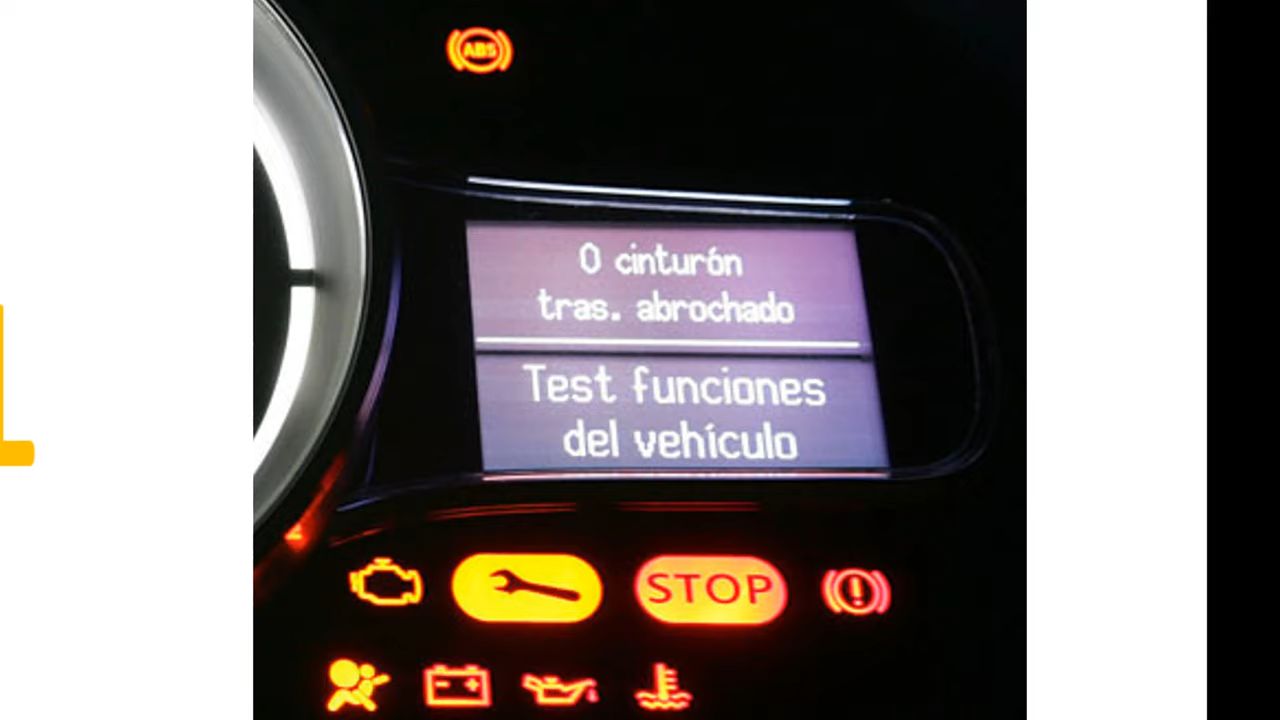 ABS
0 cinturón
tras. abrochado
Test funciones
del vehículo
STOP